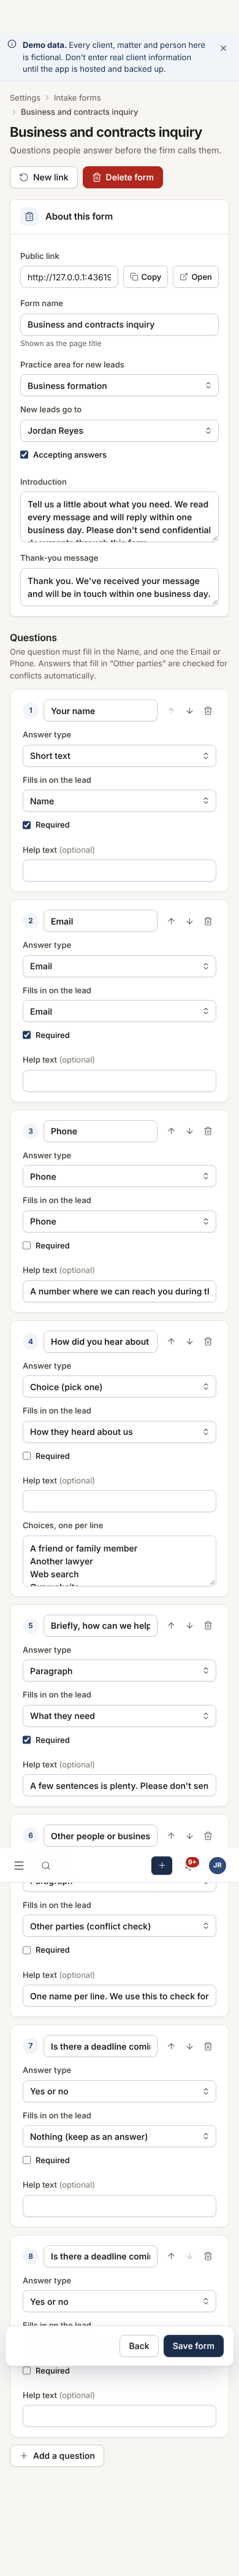 Demo data. Every client, matter and person here
is fictional. Don't enter real client information
until the app is hosted and backed up.
Settings
Intake forms
Business and contracts inquiry
Business and contracts inquiry
Questions people answer before the firm calls them.
New link
Delete form
About this form
Public link
http://127.0.0.1:43619
Copy
Open
Form name
Business and contracts inquiry
Shown as the page title
Practice area for new leads
Business formation
New leads go to
Jordan Reyes
Accepting answers
Introduction
Tell us a little about what you need. We read
every message and will reply within one
business day. Please don't send confidential
Thank-you message
Thank you. We've received your message
and will be in touch within one business day.
Questions
One question must fill in the Name, and one the Email or
Phone. Answers that fill in “Other parties” are checked for
conflicts automatically.
1
Your name
Answer type
Short text
Fills in on the lead
Name
Required
Help text (optional)
2
Email
Answer type
Email
Fills in on the lead
Email
Required
Help text (optional)
3
Phone
Answer type
Phone
Fills in on the lead
Phone
Required
Help text (optional)
A number where we can reach you during tl
4
How did you hear about
Answer type
Choice (pick one)
Fills in on the lead
How they heard about us
Required
Help text (optional)
Choices, one per line
A friend or family member
Another lawyer
Web search
5
Briefly, how can we help
Answer type
Paragraph
Fills in on the lead
What they need
Required
Help text (optional)
A few sentences is plenty. Please don't sen
6
Other people or busines
9+
JR
Fills in on the lead
Other parties (conflict check)
Required
Help text (optional)
One name per line. We use this to check for
7
Is there a deadline comi
Answer type
Yes or no
Fills in on the lead
Nothing (keep as an answer)
Required
Help text (optional)
8
Is there a deadline comi
Answer type
Yes or no
Fills in on the lead
Back
Save form
Required
Help text (optional)
Add a question